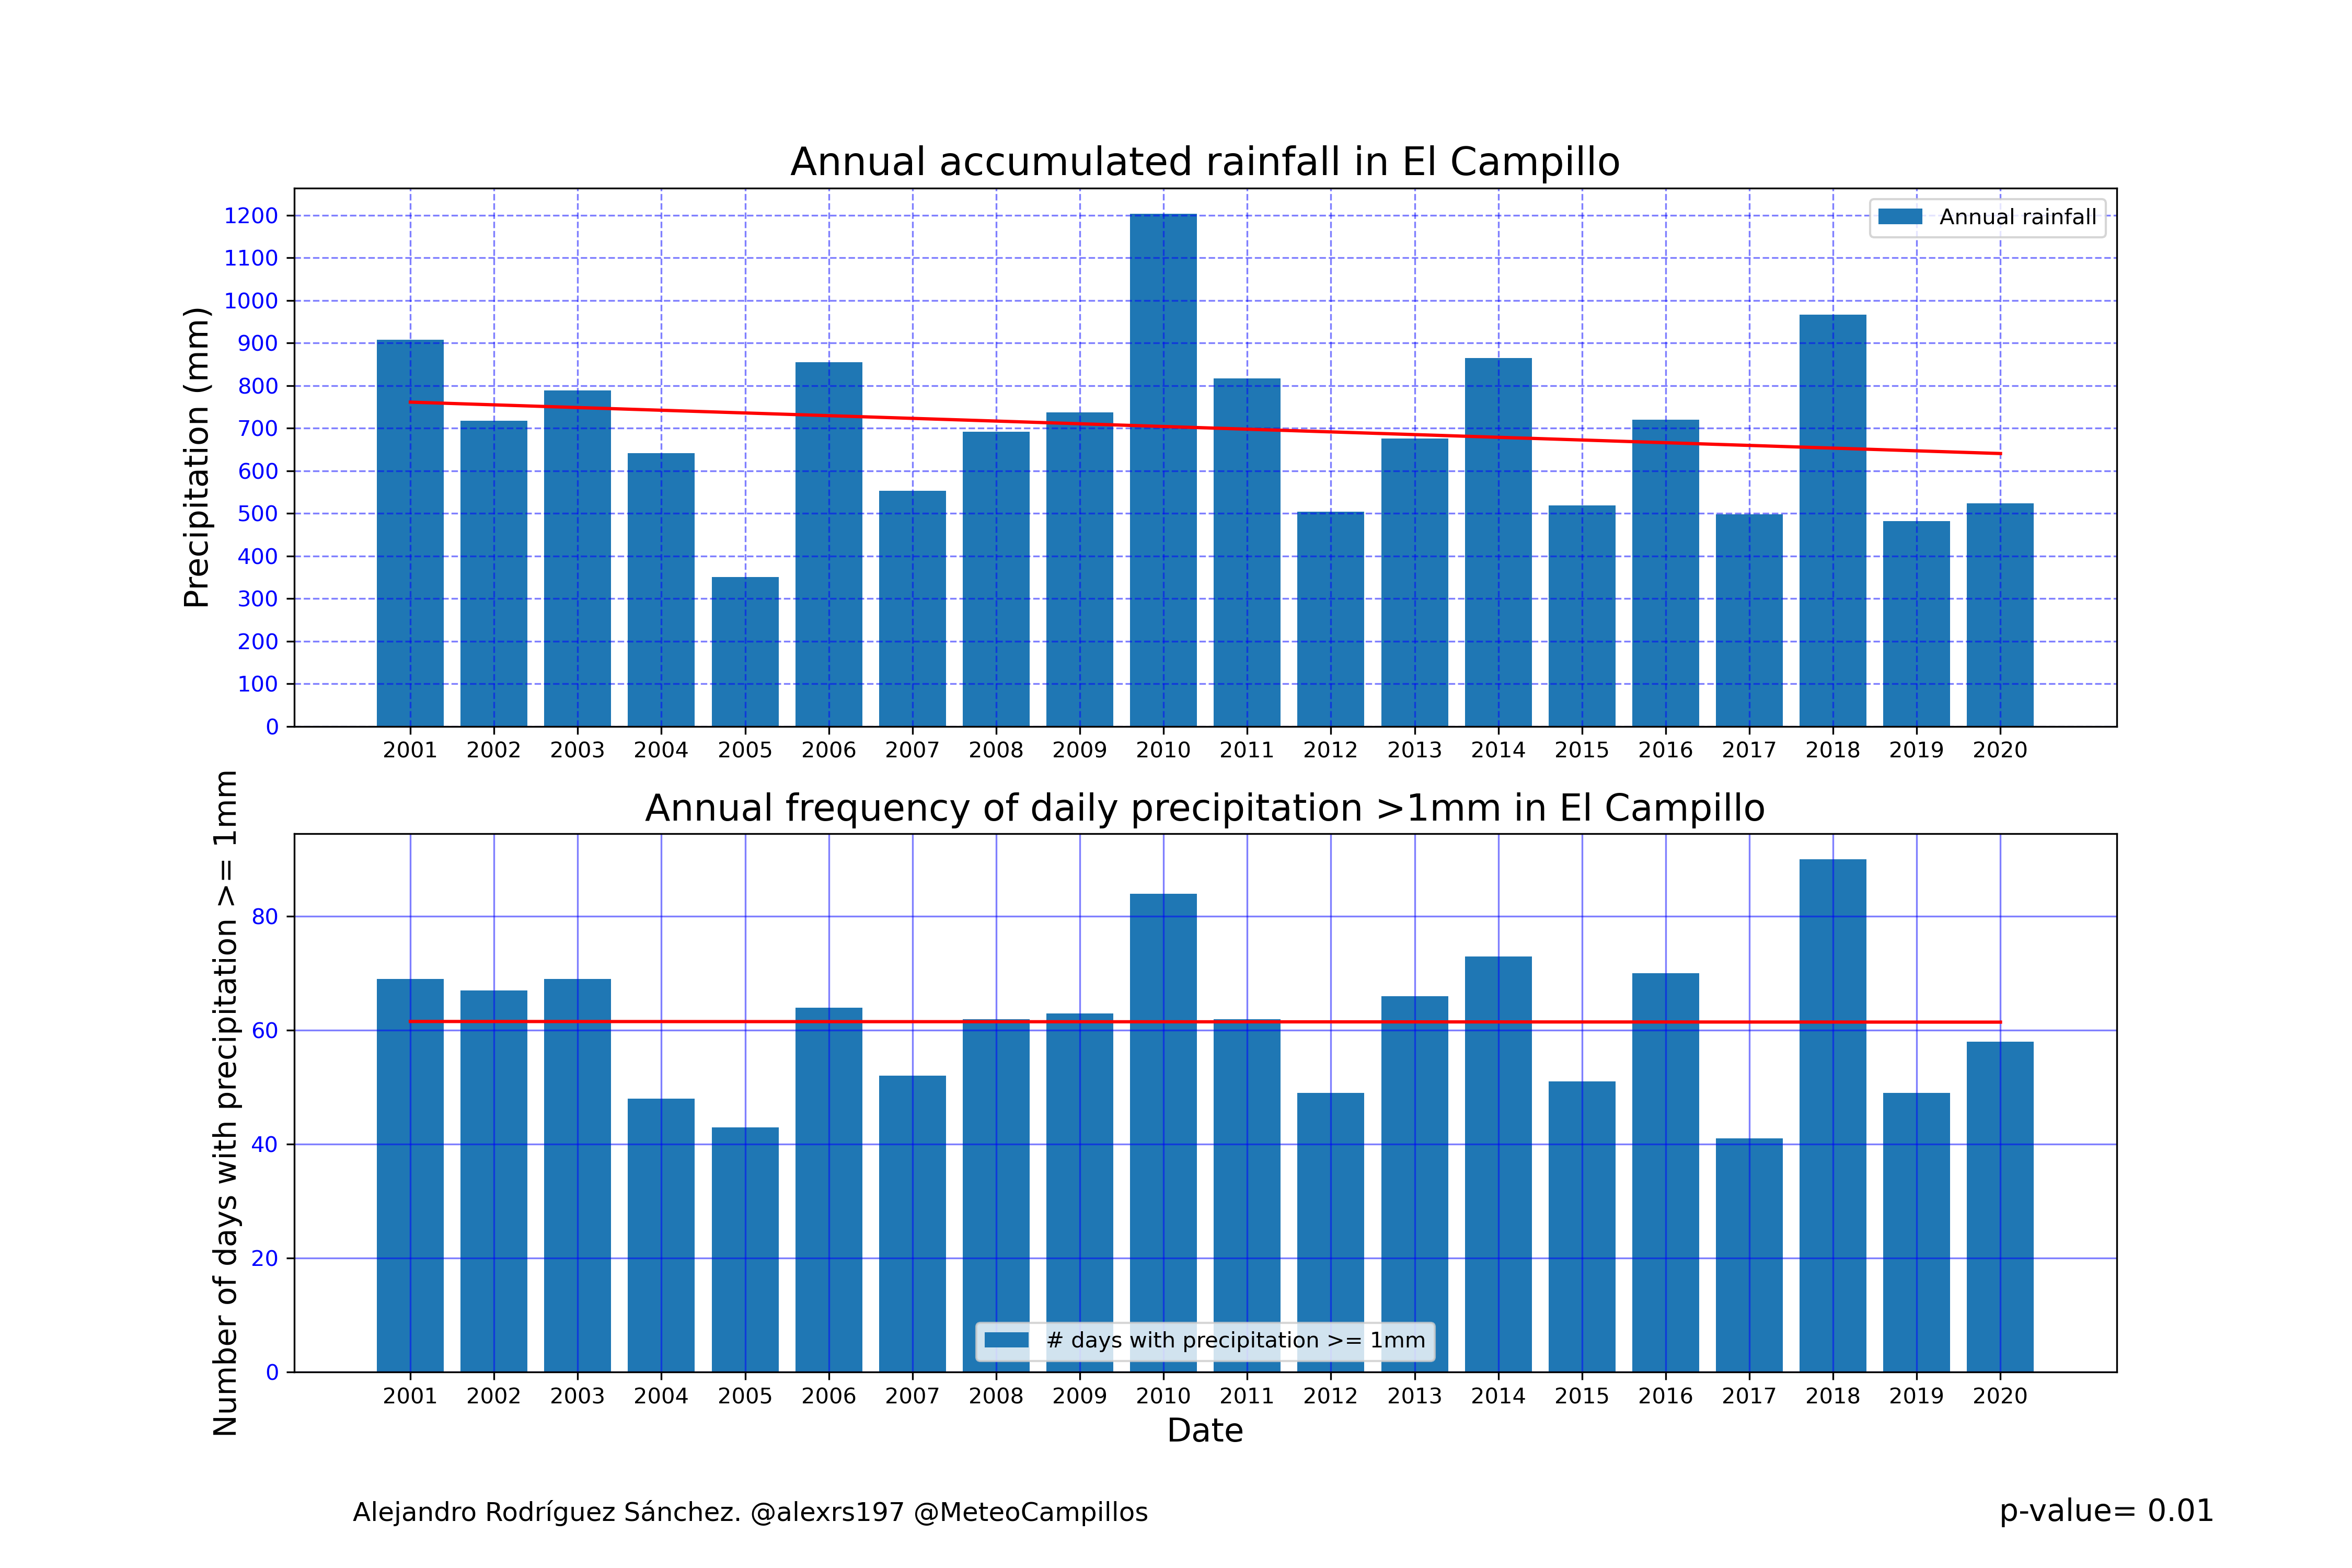 Annual accumulated rainfall in El Campillo
Precipitation (mm)
1200
1100
1000
900
800
700
600
500
400
300
200
100
0
Annual rainfall
2001 2002 2003 2004 2005 2006 2007 2008 2009 2010 2011 2012 2013 2014 2015 2016 2017 2018 2019 2020
Annual frequency of daily precipitation >1mm in El Campillo
Number of days with precipitation >= 1mm
80
60
40
20
0
# days with precipitation >= 1mm
2001 2002 2003 2004 2005 2006 2007 2008 2009 2010 2011 2012 2013 2014 2015 2016 2017 2018 2019 2020
Date
Alejandro Rodríguez Sánchez. @alexrs197 @MeteoCampillos
p-value= 0.01